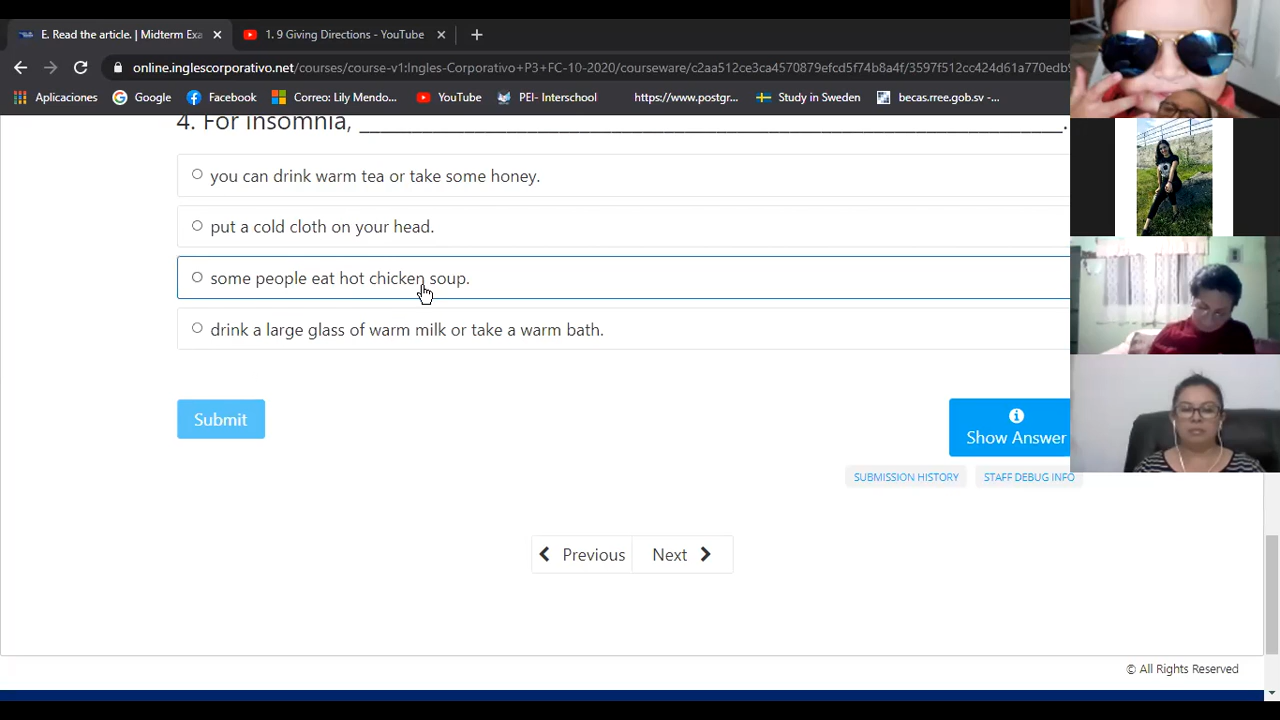 E. Read the article. | Midterm Exa
1. 9 Giving Directions - YouTube
online.inglescorporativo.net/courses/course-v1:Ingles-Corporativo+P3+FC-10-2020/courseware/c2aa512ce3ca4570879efcd5f74b8a4f/3597f512cc424d61a770edb9
Aplicaciones Google Facebook Correo: Lily Mendo... YouTube PEI- Interschool https://www.postgr... Study in Sweden becas.rree.gob.sv -...
4. For insomnia, ______________________________.
you can drink warm tea or take some honey.
put a cold cloth on your head.
some people eat hot chicken soup.
drink a large glass of warm milk or take a warm bath.
Submit
Show Answer
SUBMISSION HISTORY STAFF DEBUG INFO
Previous Next
© All Rights Reserved